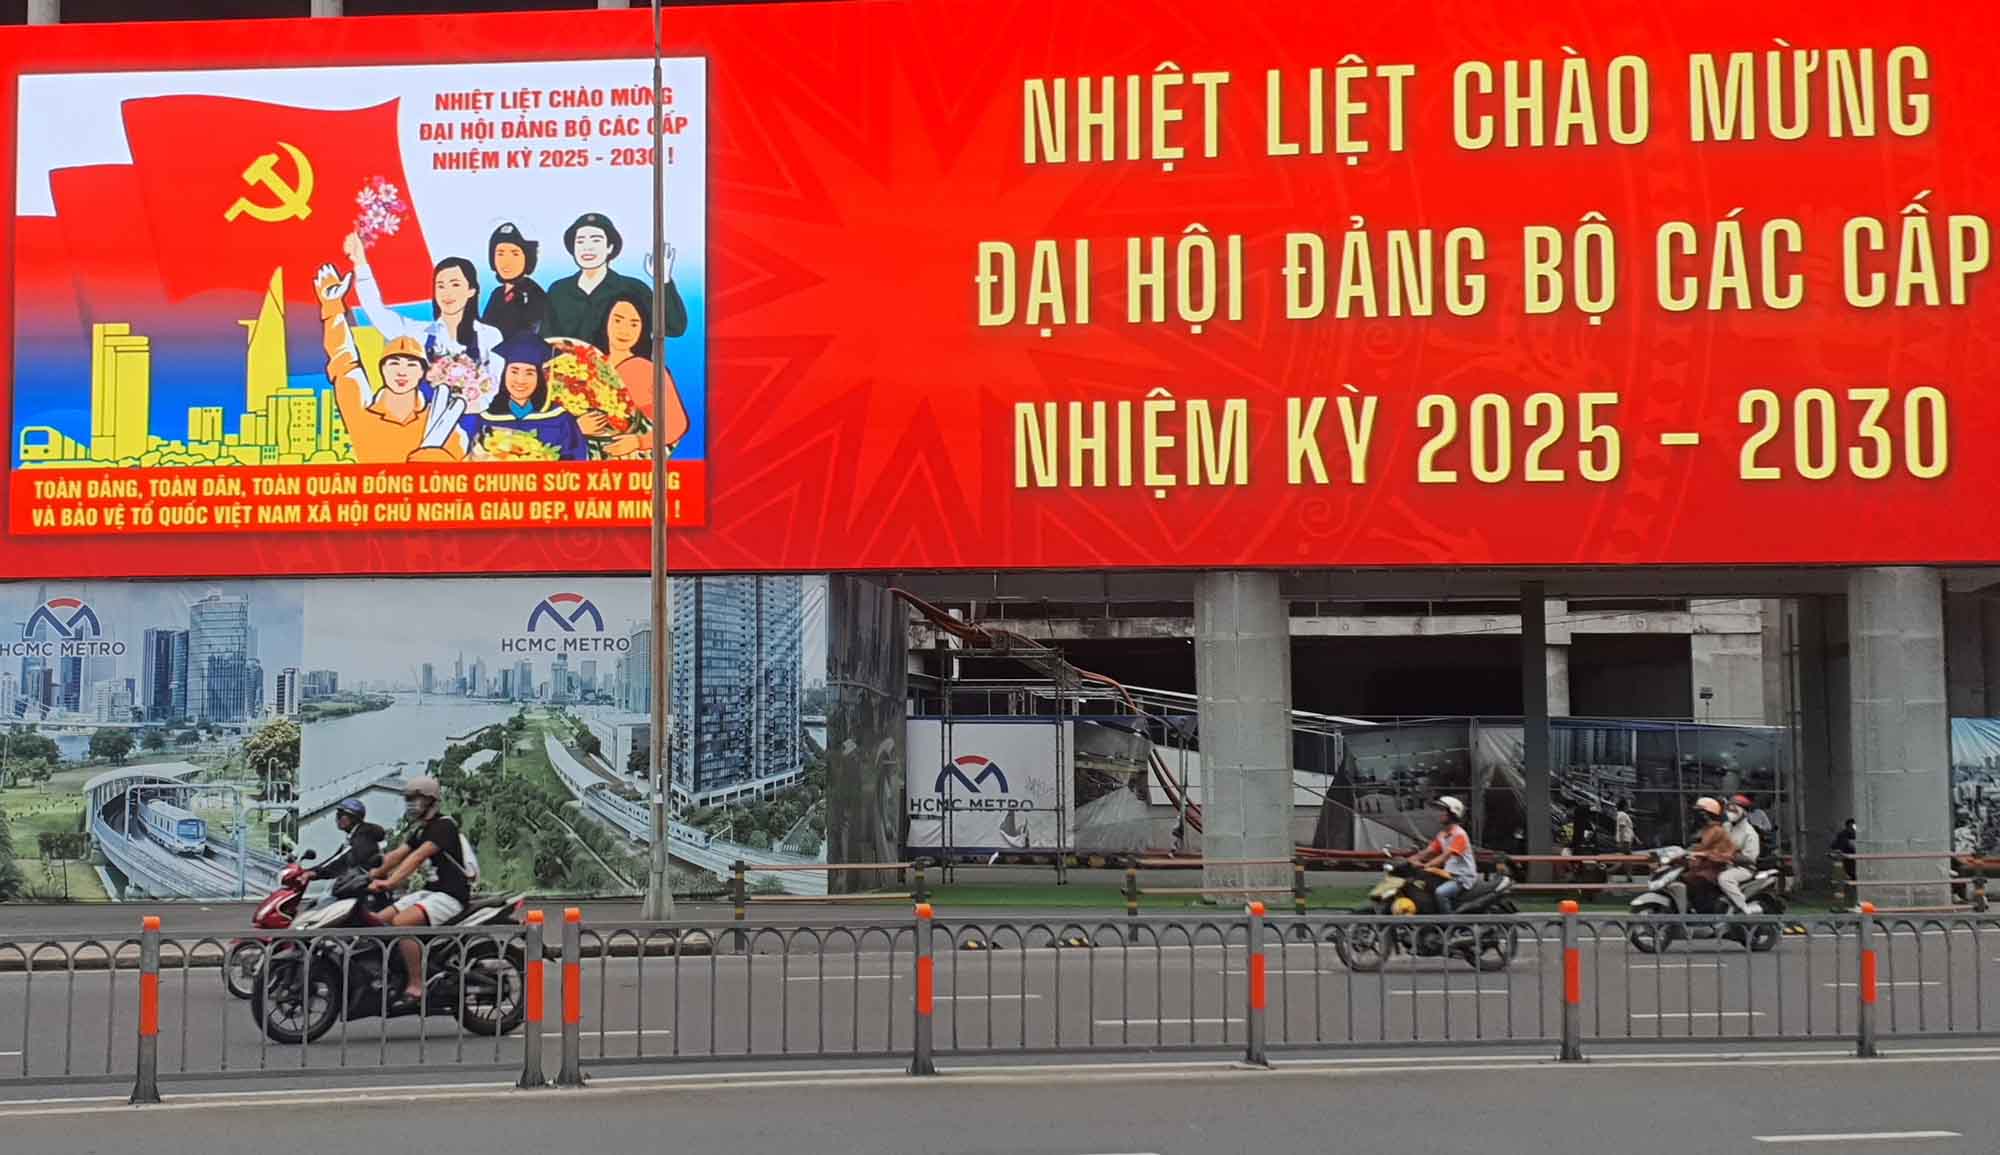 NHIỆT LIỆT CHÀO MỪNG
ĐẠI HỘI ĐẢNG BỘ CÁC CẤP
NHIỆM KỲ 2025 - 2030 !
TOÀN ĐẢNG, TOÀN DÂN, TOÀN QUÂN ĐỒNG LÒNG CHUNG SỨC XÂY DỰNG
VÀ BẢO VỆ TỔ QUỐC VIỆT NAM XÃ HỘI CHỦ NGHĨA GIÀU ĐẸP, VĂN MINH !
NHIỆT LIỆT CHÀO MỪNG
ĐẠI HỘI ĐẢNG BỘ CÁC CẤP
NHIỆM KỲ 2025 - 2030
HCMC METRO
HCMC METRO
HCMC METRO